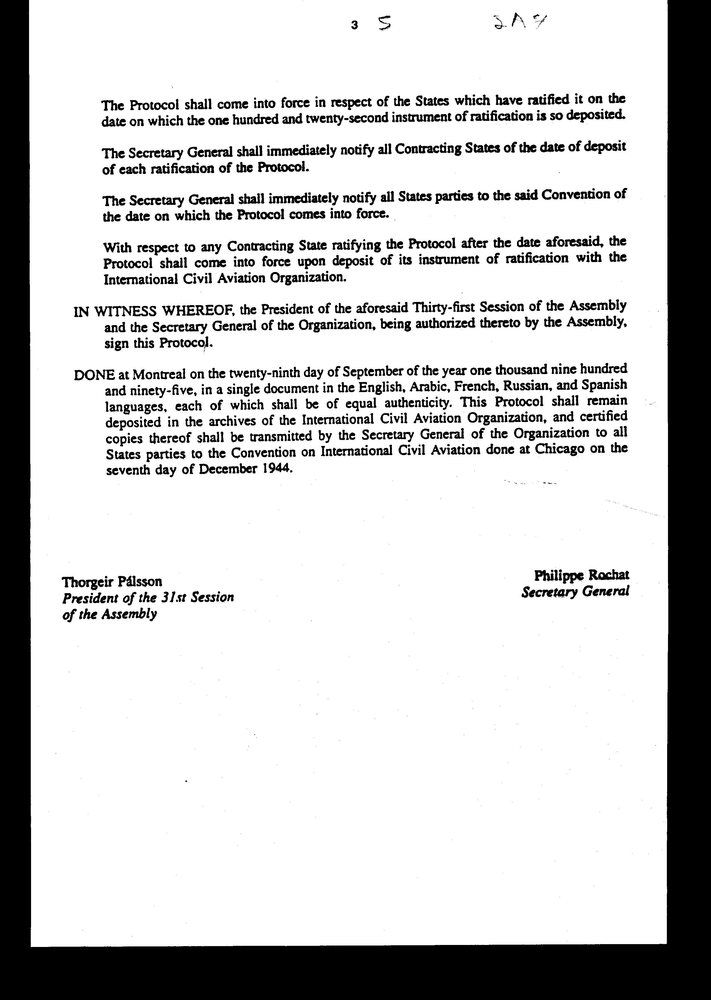 3 5 2A7
The Protocol shall come into force in respect of the States which have ratified it on the
date on which the one hundred and twenty-second instrument of ratification is so deposited.
The Secretary General shall immediately notify all Contracting States of the date of deposit
of each ratification of the Protocol.
The Secretary General shall immediately notify all States parties to the said Convention of
the date on which the Protocol comes into force.
With respect to any Contracting State ratifying the Protocol after the date aforesaid, the
Protocol shall come into force upon deposit of its instrument of ratification with the
International Civil Aviation Organization.
IN WITNESS WHEREOF, the President of the aforesaid Thirty-first Session of the Assembly
and the Secretary General of the Organization, being authorized thereto by the Assembly,
sign this Protocol.
DONE at Montreal on the twenty-ninth day of September of the year one thousand nine hundred
and ninety-five, in a single document in the English, Arabic, French, Russian, and Spanish
languages, each of which shall be of equal authenticity. This Protocol shall remain
deposited in the archives of the International Civil Aviation Organization, and certified
copies thereof shall be transmitted by the Secretary General of the Organization to all
States parties to the Convention on International Civil Aviation done at Chicago on the
seventh day of December 1944.
Thorgeir Pálsson
President of the 31st Session
of the Assembly
Philippe Rochat
Secretary General